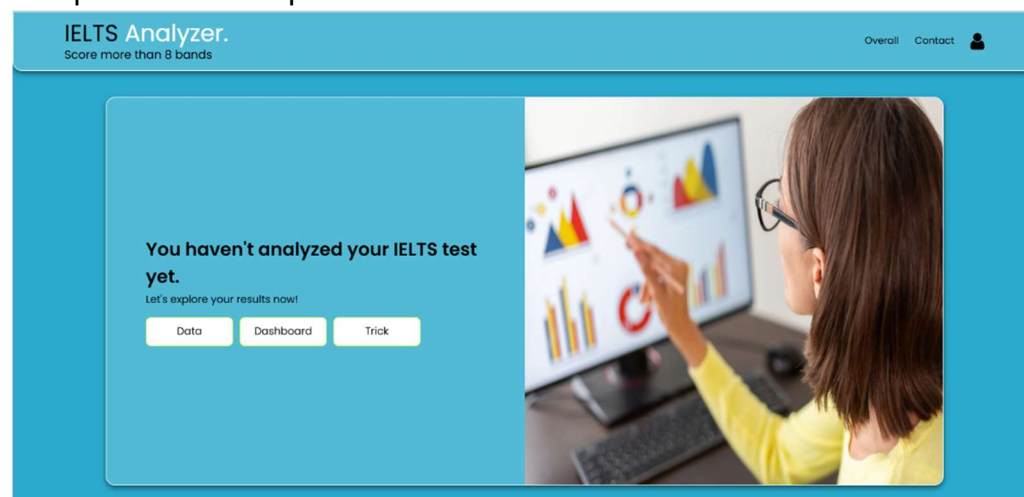 IELTS Analyzer.
Score more than 8 bands
Overall Contact
You haven't analyzed your IELTS test
yet.
Let's explore your results now!
Data Dashboard Trick